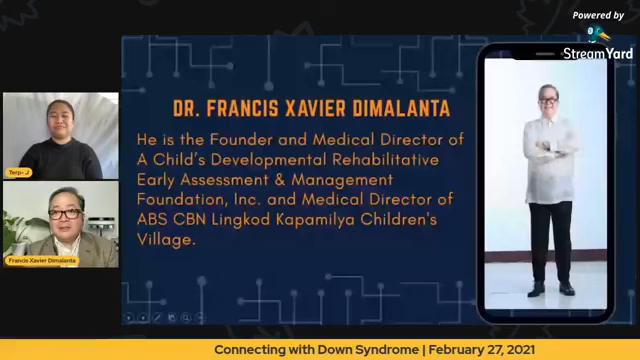 Powered by
StreamYard
DR. FRANCIS XAVIER DIMALANTA
He is the Founder and Medical Director of
A Child's Developmental Rehabilitative
Early Assessment & Management
Foundation, Inc. and Medical Director of
ABS CBN Lingkod Kapamilya Children's
Village.
Terp- J
Francis Xavier Dimalanta
Connecting with Down Syndrome | February 27, 2021